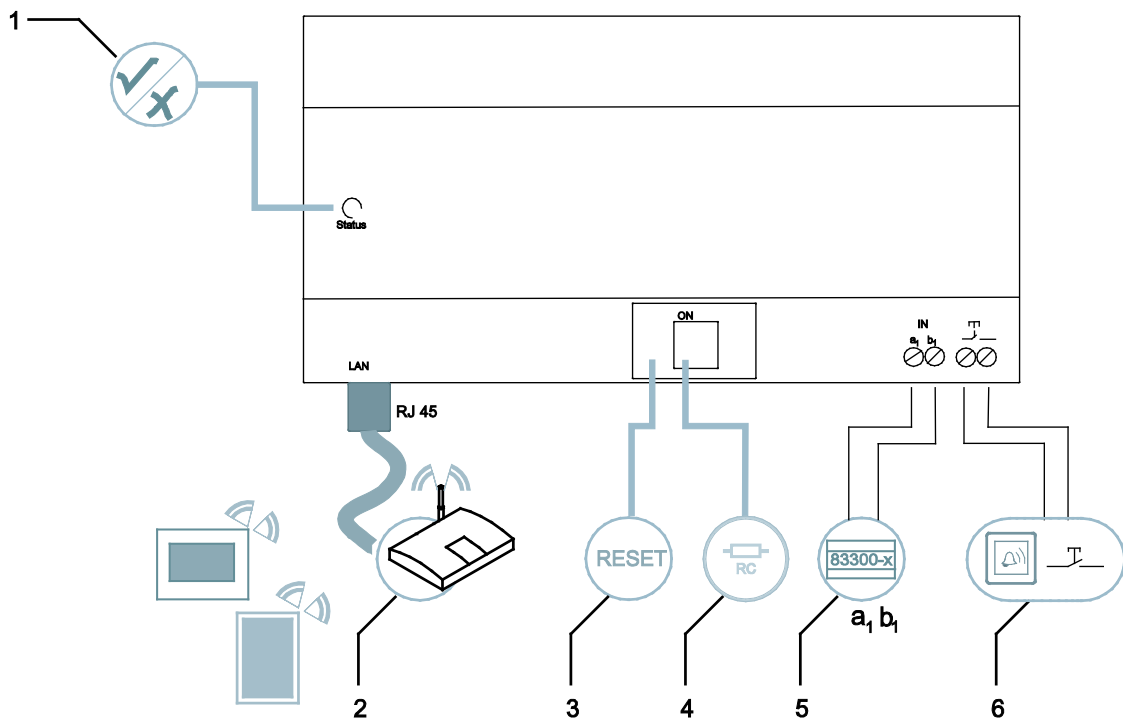 1
Status
ON
IN
a₁ b₁
LAN
RJ 45
RESET
RC
83300-x
a₁ b₁
2
3
4
5
6